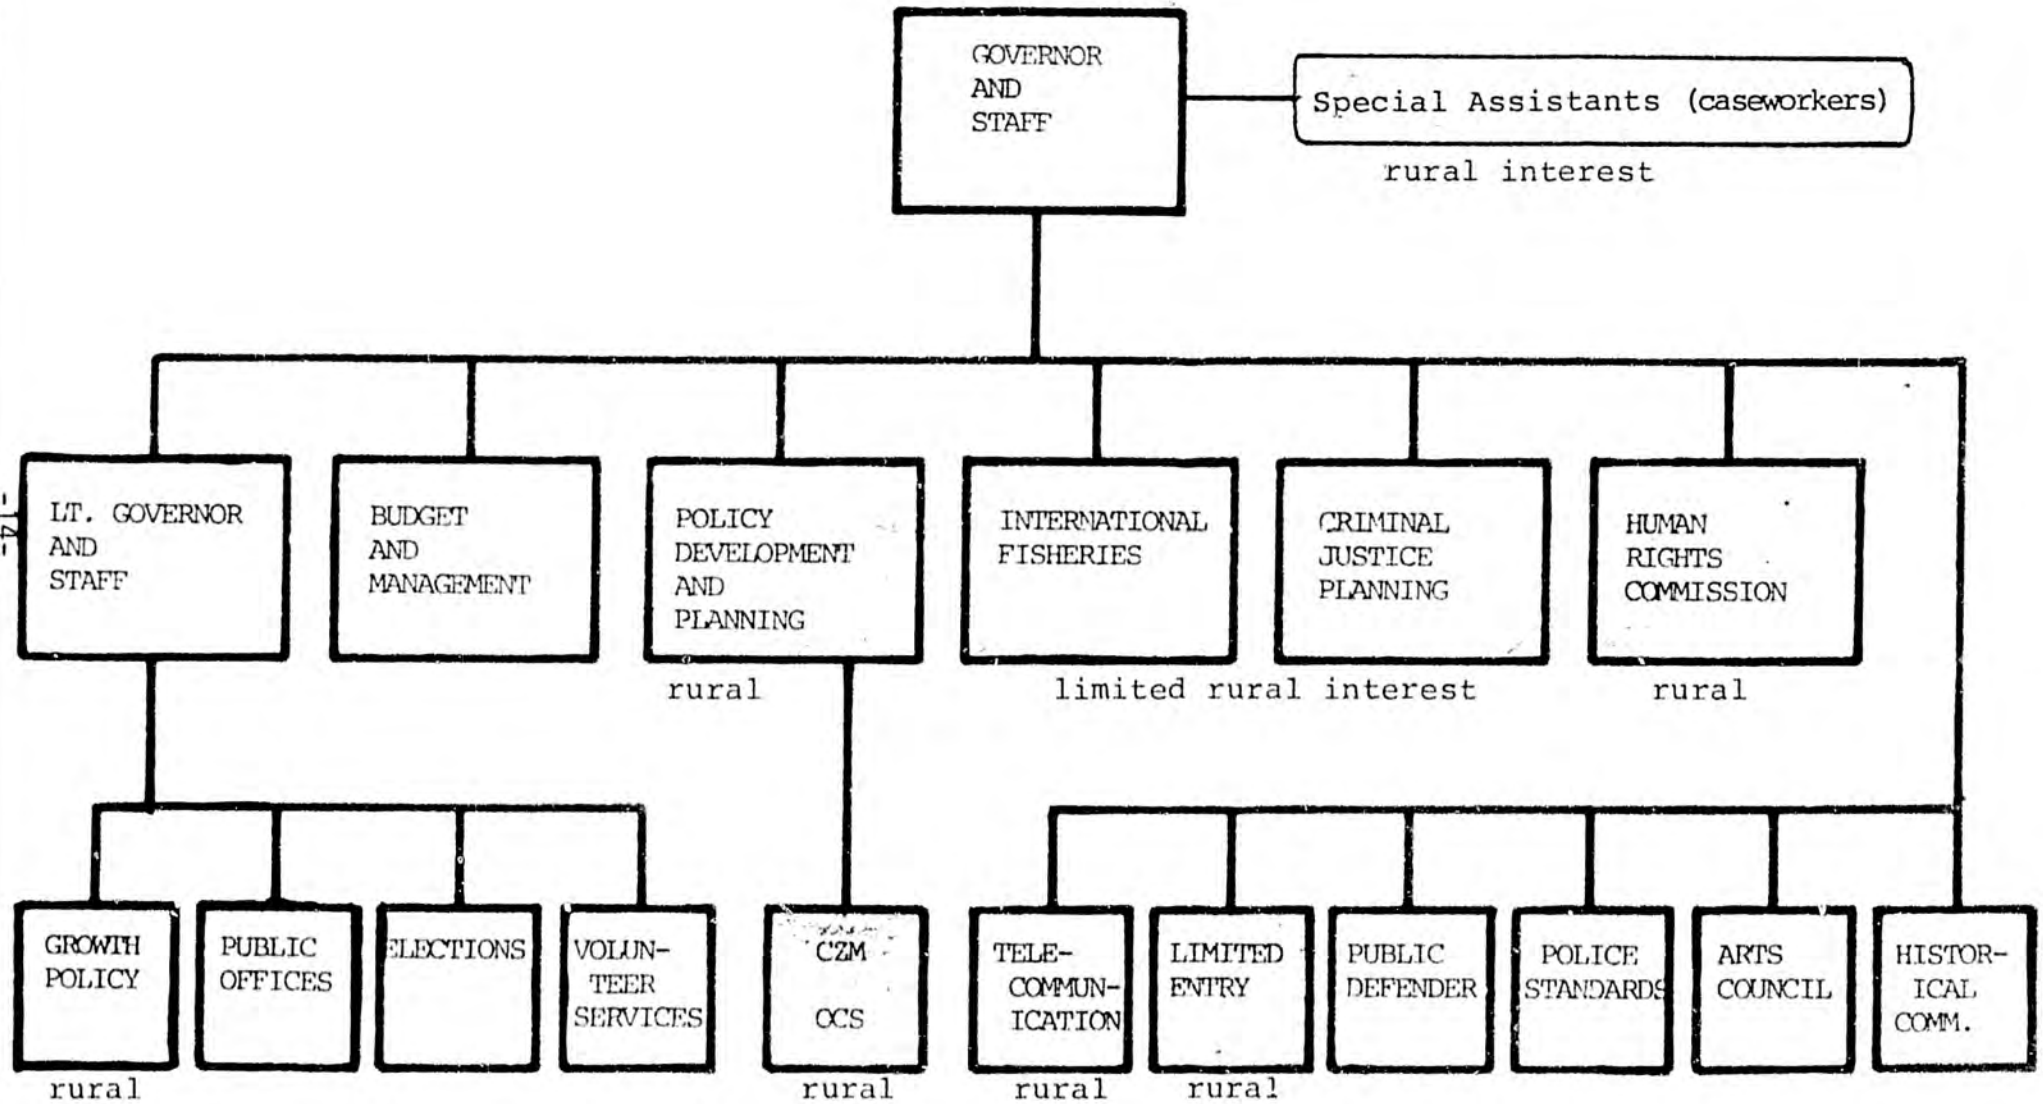 GOVERNOR
AND
STAFF
Special Assistants (caseworkers)
rural interest
-14-
LT. GOVERNOR
AND
STAFF
BUDGET
AND
MANAGEMENT
POLICY
DEVELOPMENT
AND
PLANNING
rural
INTERNATIONAL
FISHERIES
CRIMINAL
JUSTICE
PLANNING
limited rural interest
HUMAN
RIGHTS
COMMISSION
rural
GROWTH
POLICY
rural
PUBLIC
OFFICES
ELECTIONS
VOLUN-
TEER
SERVICES
CZM
OCS
rural
TELE-
COMMUN-
ICATION
rural
LIMITED
ENTRY
rural
PUBLIC
DEFENDER
POLICE
STANDARDS
ARTS
COUNCIL
HISTOR-
ICAL
COMM.